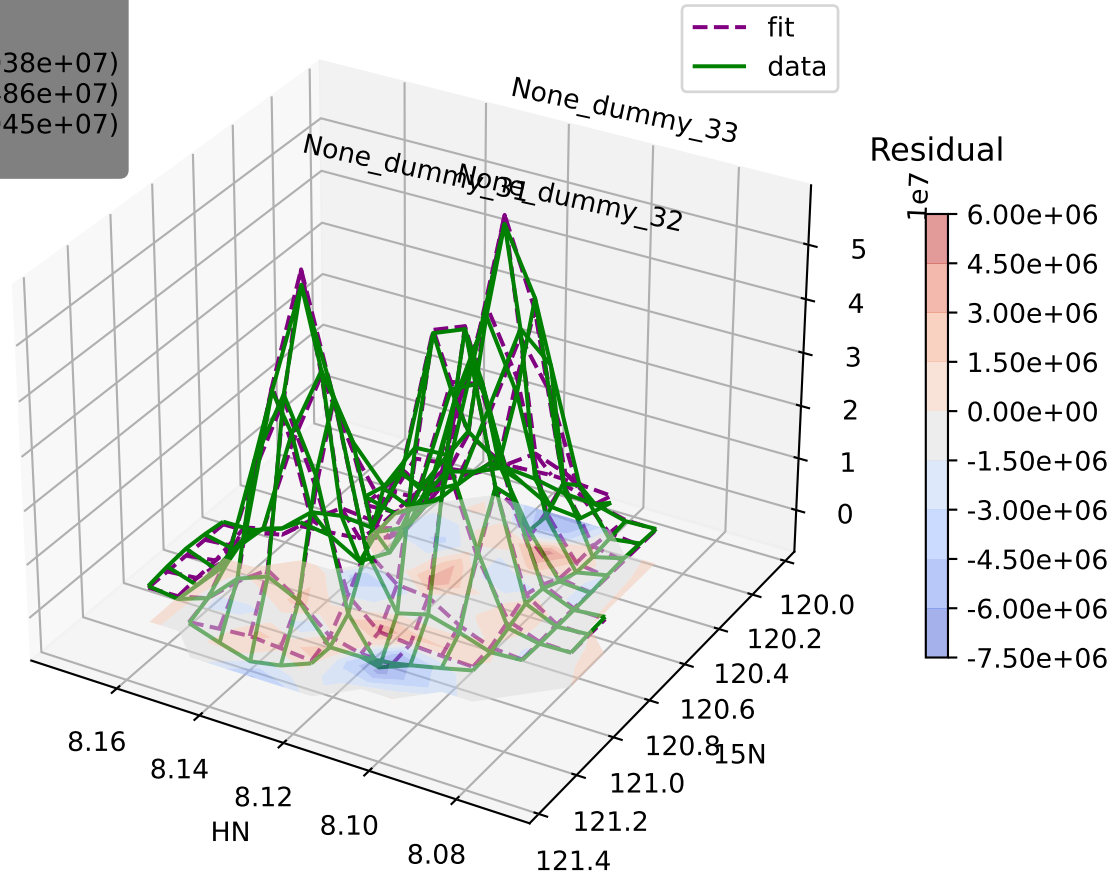 38e+07)
86e+07)
45e+07)
fit
data
None_dummy_33
None_dummy_31
None_dummy_32
Residual
1e7
6.00e+06
4.50e+06
3.00e+06
1.50e+06
0.00e+00
-1.50e+06
-3.00e+06
-4.50e+06
-6.00e+06
-7.50e+06
5
4
3
2
1
0
120.0
120.2
120.4
120.6
120.8
121.0
121.2
121.4
15N
8.16
8.14
8.12
8.10
8.08
HN